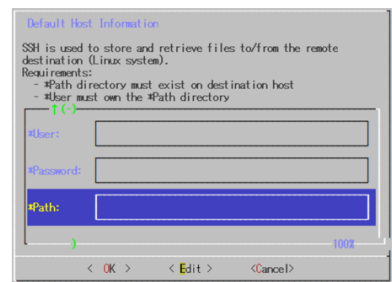 Default Host Information
SSH is used to store and retrieve files to/from the remote
destination (Linux system).
Requirements:
- *Path directory must exist on destination host
- *User must own the *Path directory
↑(-)
*User:
*Password:
*Path:
)
100%
< OK > < Edit > <Cancel>